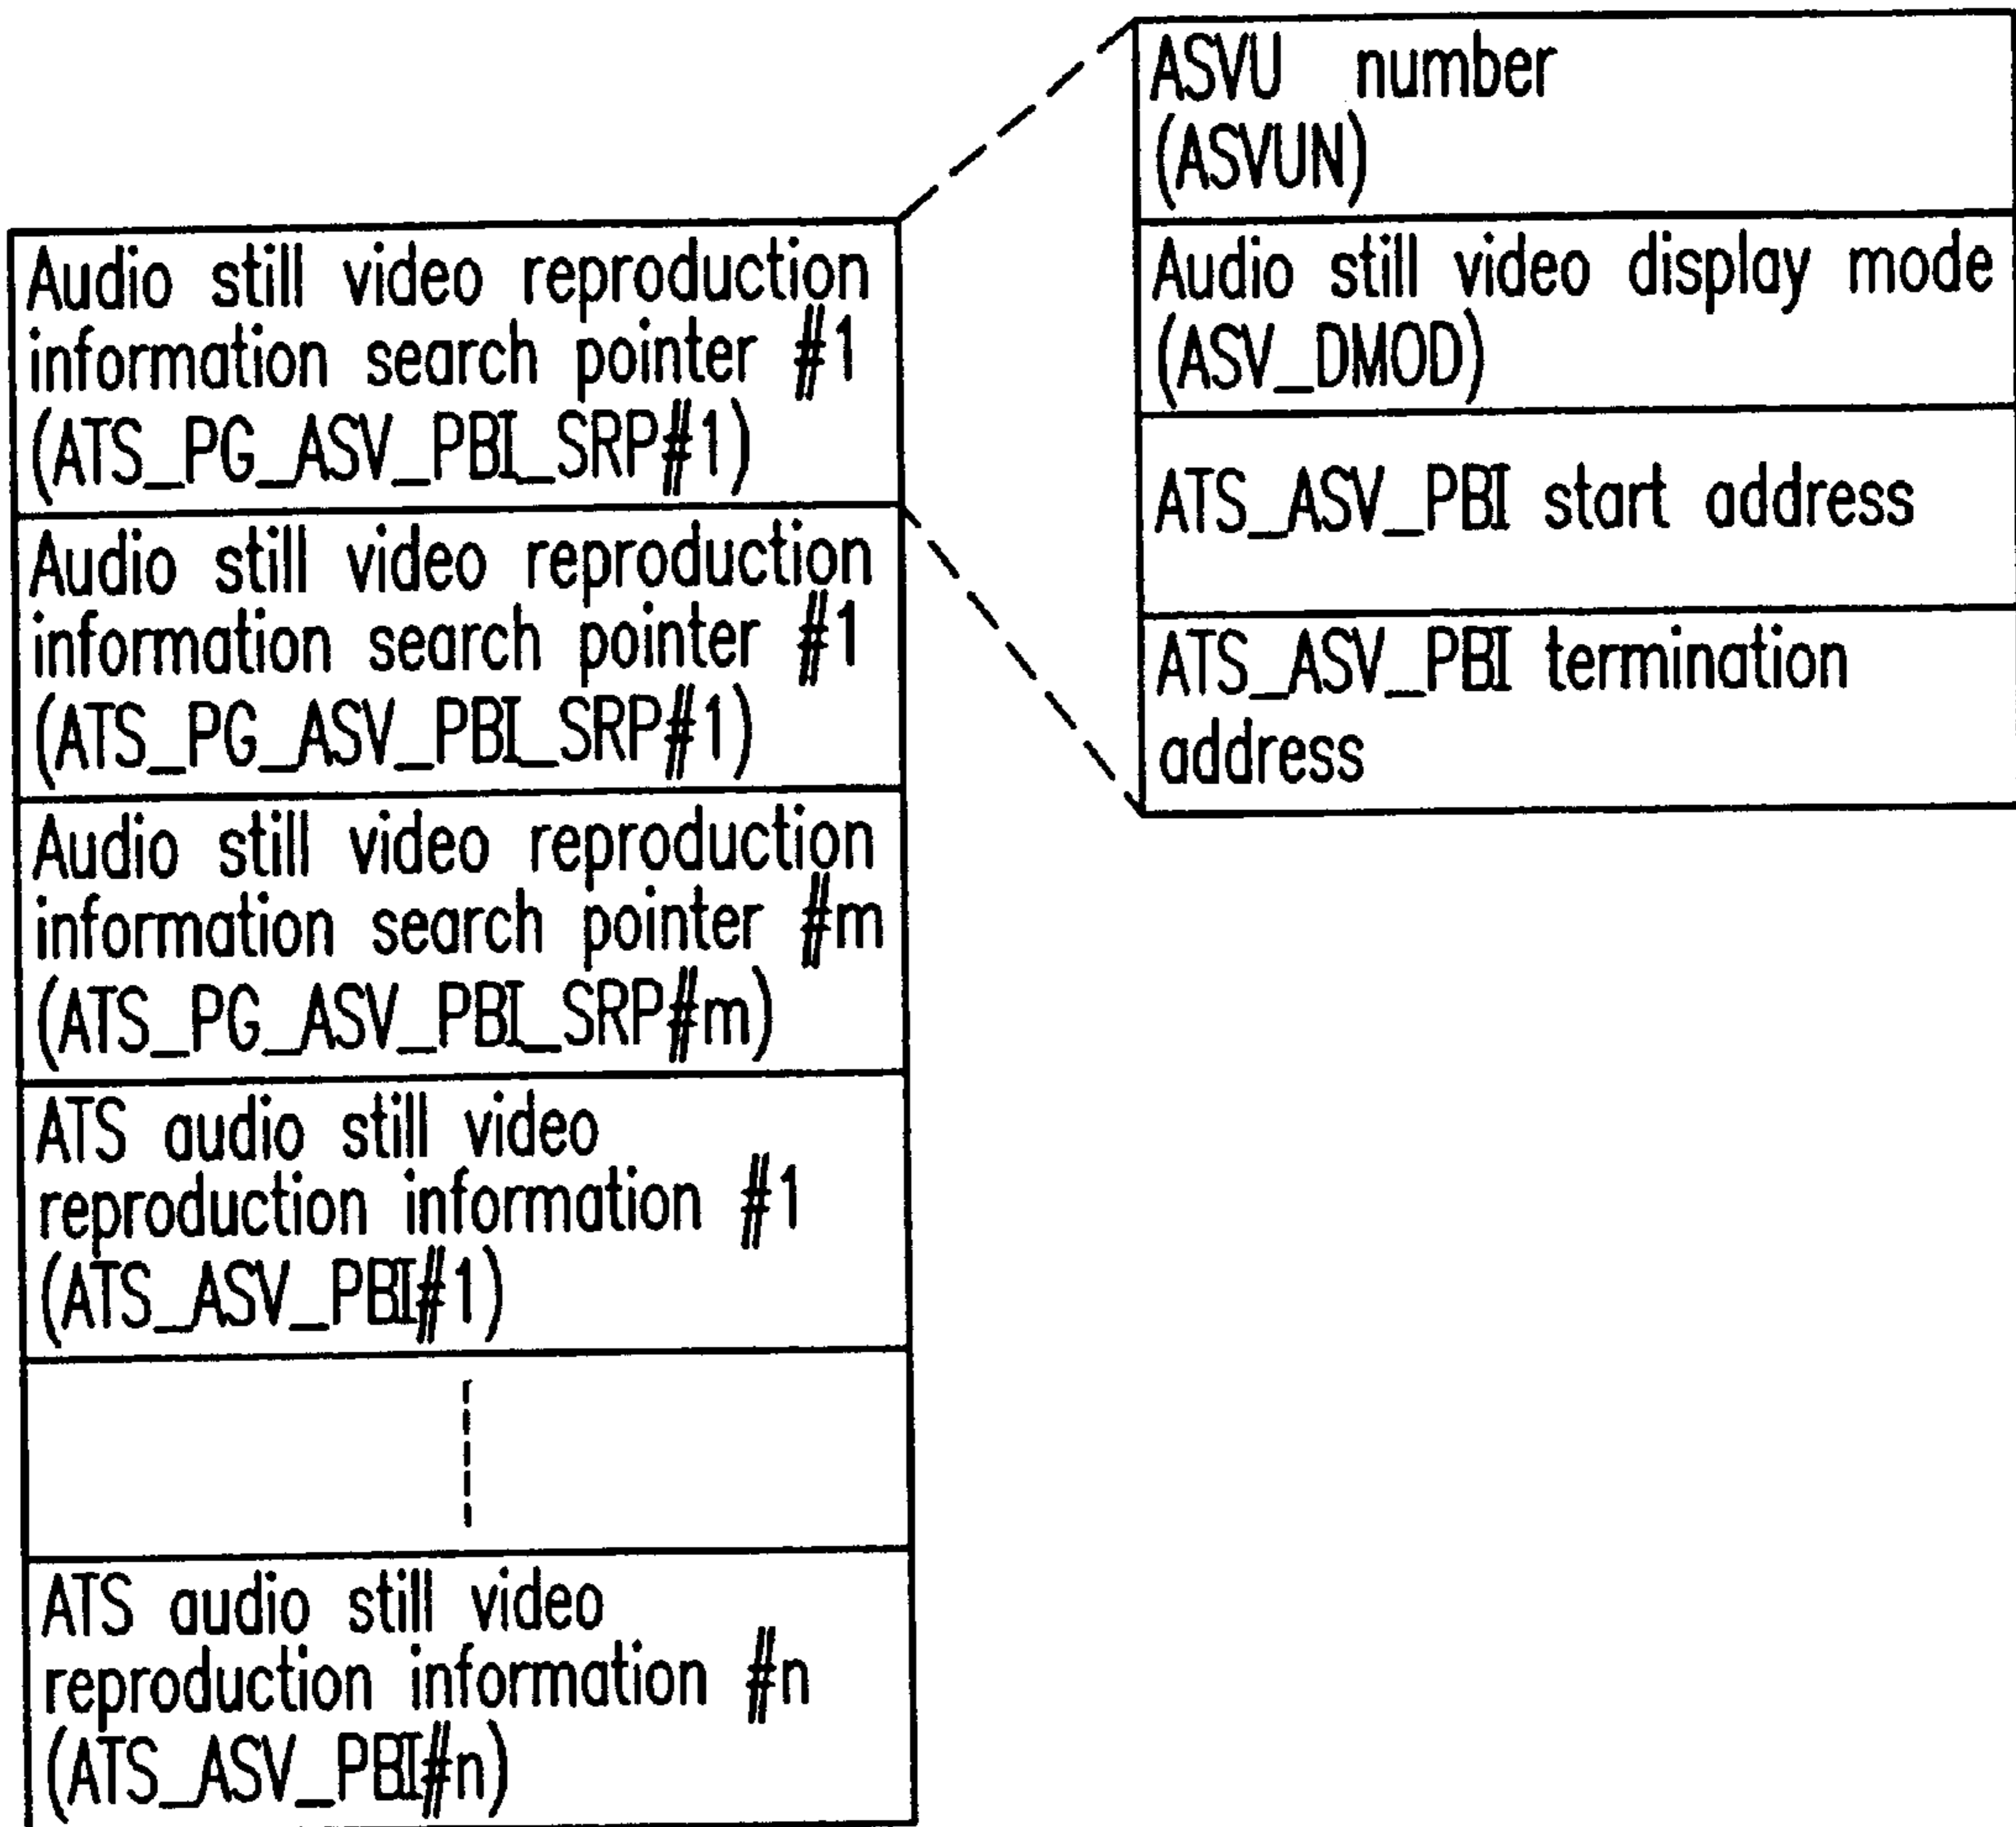 Audio still video reproduction
information search pointer #1
(ATS_PG_ASV_PBI_SRP#1)
Audio still video reproduction
information search pointer #1
(ATS_PG_ASV_PBI_SRP#1)
Audio still video reproduction
information search pointer #m
(ATS_PG_ASV_PBI_SRP#m)
ATS audio still video
reproduction information #1
(ATS_ASV_PBI#1)
ATS audio still video
reproduction information #n
(ATS_ASV_PBI#n)
ASVU number
(ASVUN)
Audio still video display mode
(ASV_DMOD)
ATS_ASV_PBI start address
ATS_ASV_PBI termination
address